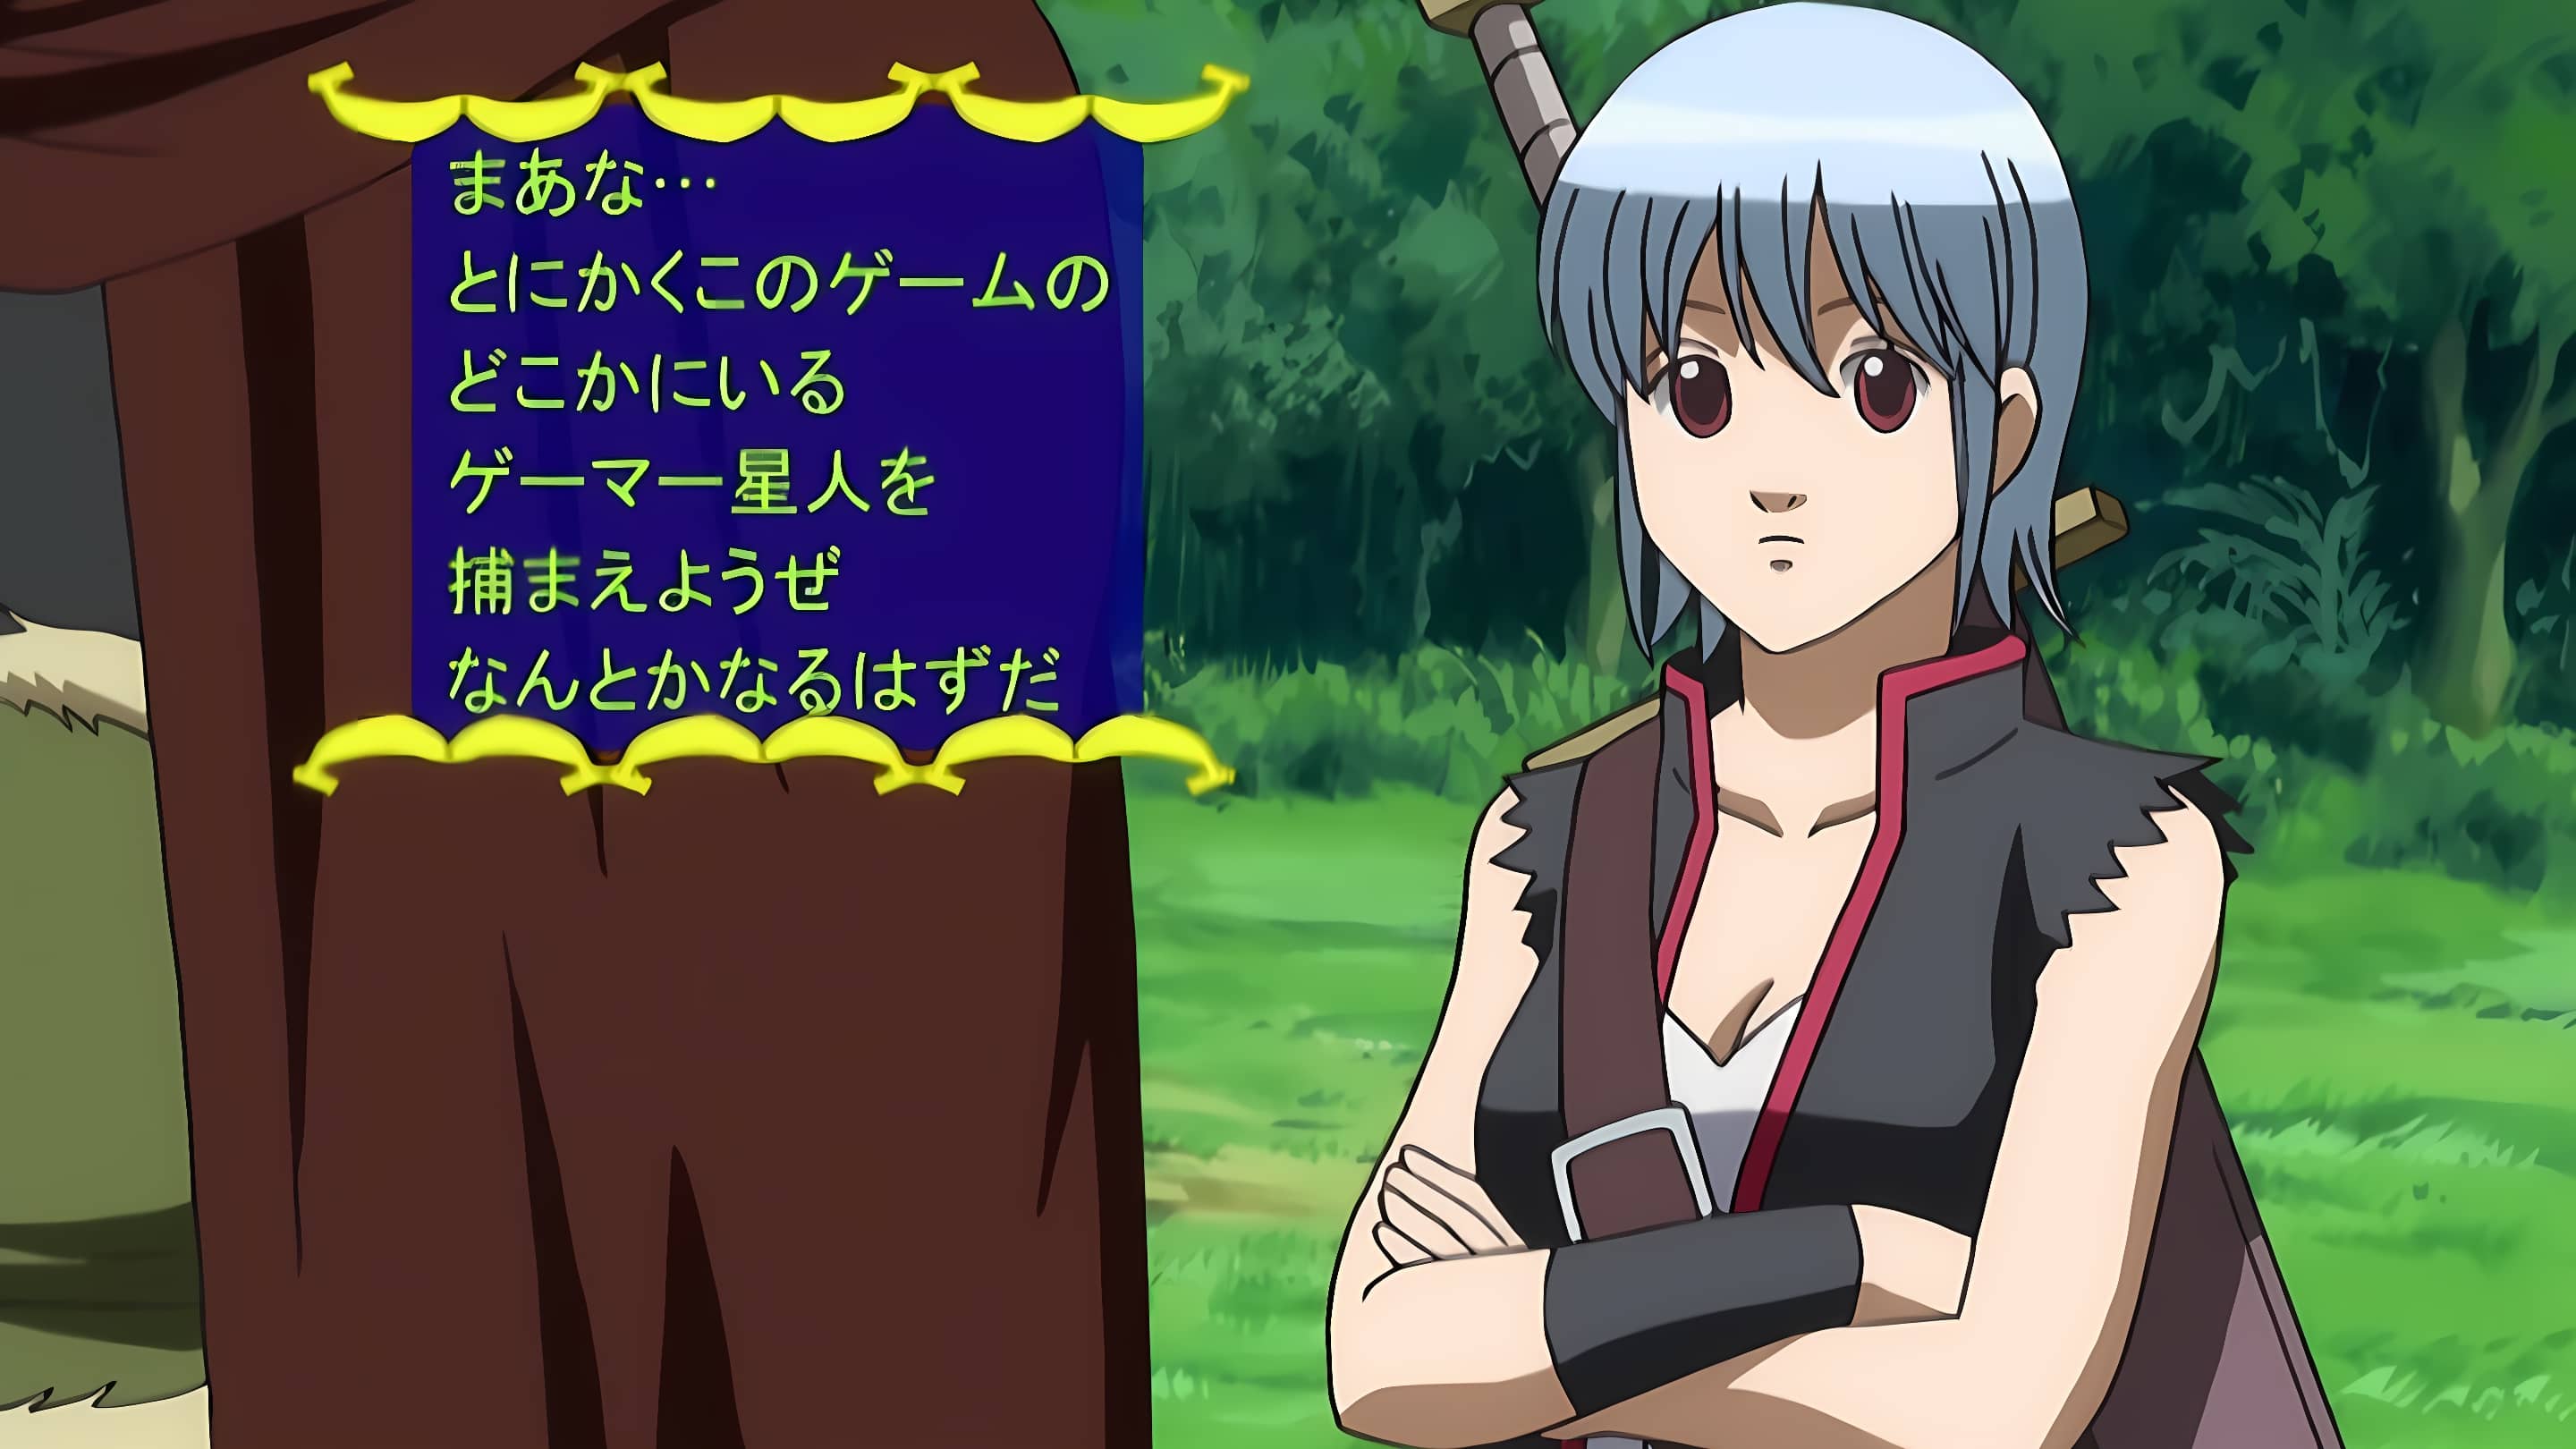 まあな…
とにかくこのゲームの
どこかにいる
ゲーマー星人を
捕まえようぜ
なんとかなるはずだ